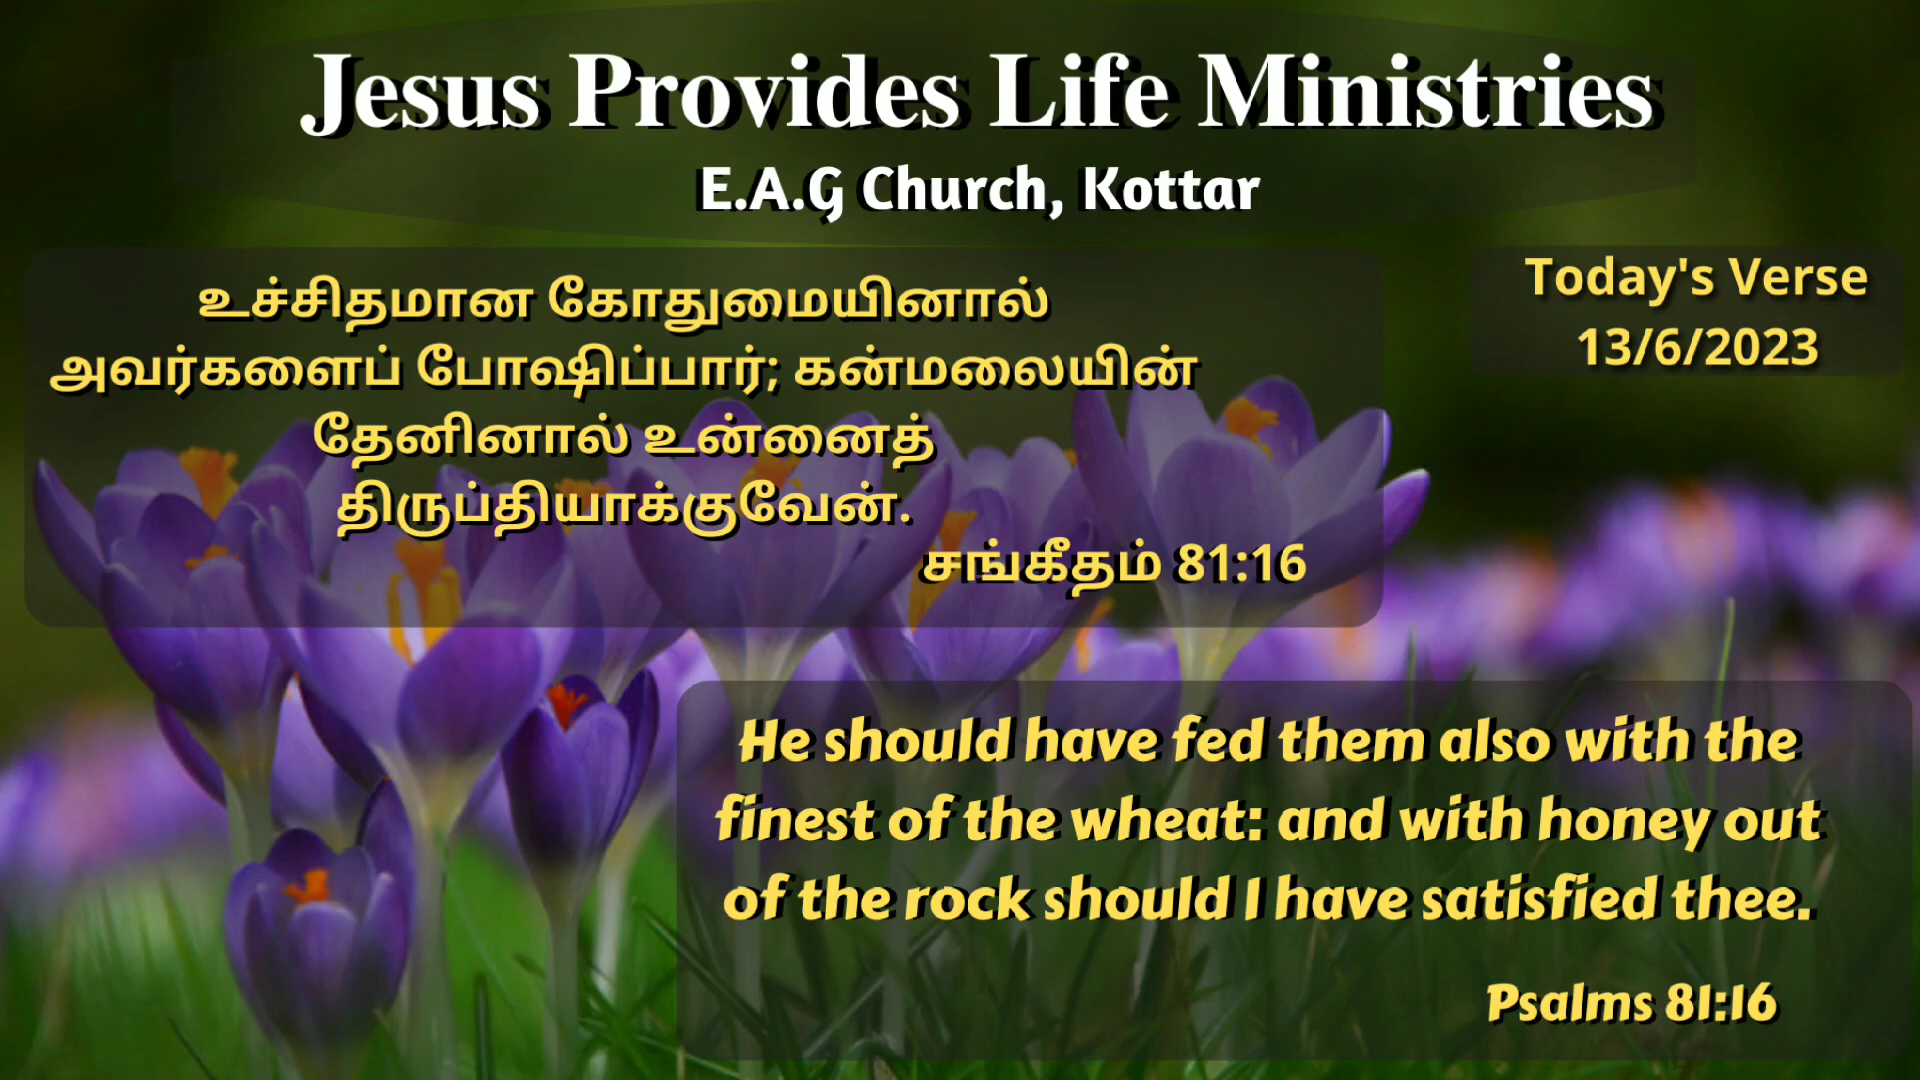 Jesus Provides Life Ministries
E.A.G Church, Kottar
உச்சிதமான கோதுமையினால்
அவர்களைப் போஷிப்பார்; கன்மலையின்
தேனினால் உன்னைத்
திருப்தியாக்குவேன்.
சங்கீதம் 81:16
Today's Verse
13/6/2023
He should have fed them also with the
finest of the wheat: and with honey out
of the rock should I have satisfied thee.
Psalms 81:16